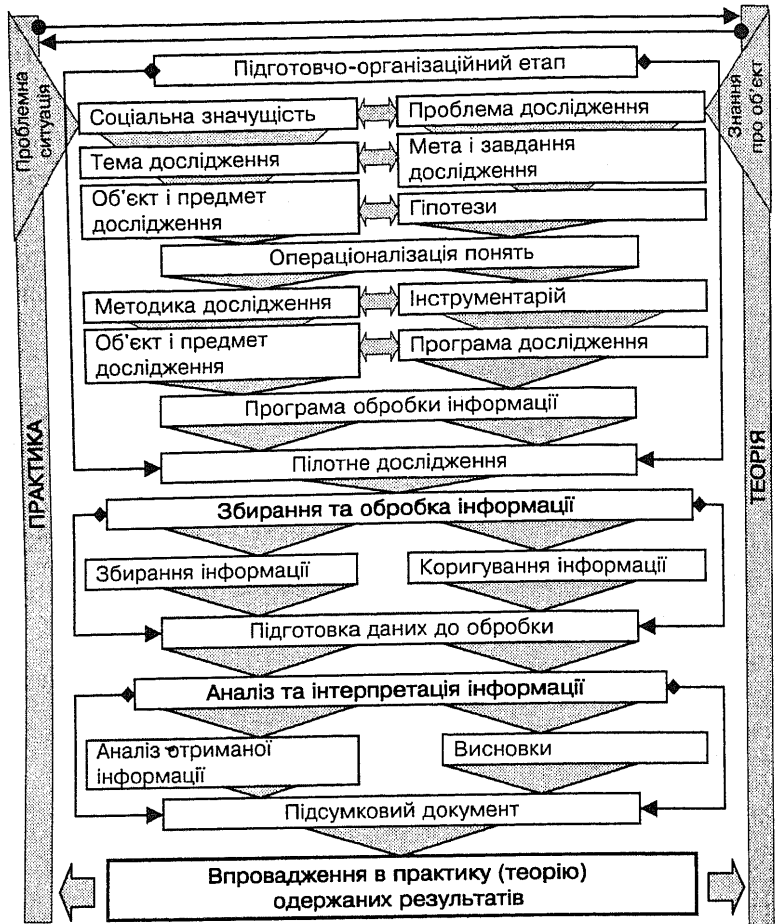 Підготовчо-організаційний етап
Проблемна
ситуація
Знання
про об'єкт
Соціальна значущість
Проблема дослідження
Тема дослідження
Мета і завдання
дослідження
Об'єкт і предмет
дослідження
Гіпотези
Операціоналізація понять
Методика дослідження
Інструментарій
Об'єкт і предмет
дослідження
Програма дослідження
Програма обробки інформації
ПРАКТИКА
ТЕОРІЯ
Пілотне дослідження
Збирання та обробка інформації
Збирання інформації
Коригування інформації
Підготовка даних до обробки
Аналіз та інтерпретація інформації
Аналіз отриманої
інформації
Висновки
Підсумковий документ
Впровадження в практику (теорію)
одержаних результатів